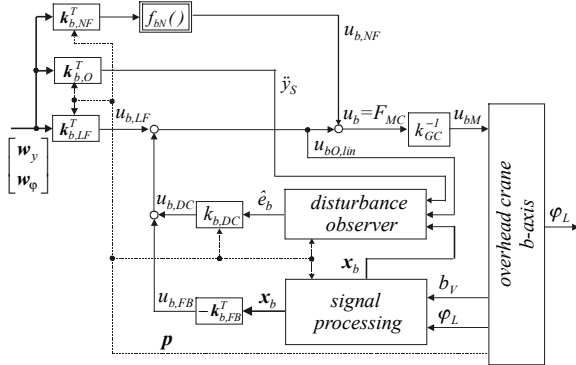 k_{b,NF}^T
f_{bN}()
u_{b,NF}
k_{b,O}^T
ÿ_S
k_{b,LF}^T
u_{b,LF}
u_b=F_{MC}
k_{GC}^{-1}
u_{bM}
u_{bO,lin}
w_y
w_φ
u_{b,DC}
k_{b,DC}
ê_b
disturbance
observer
overhead crane
b-axis
φ_L
x_b
u_{b,FB}
-k_{b,FB}^T
x_b
signal
processing
b_V
φ_L
p